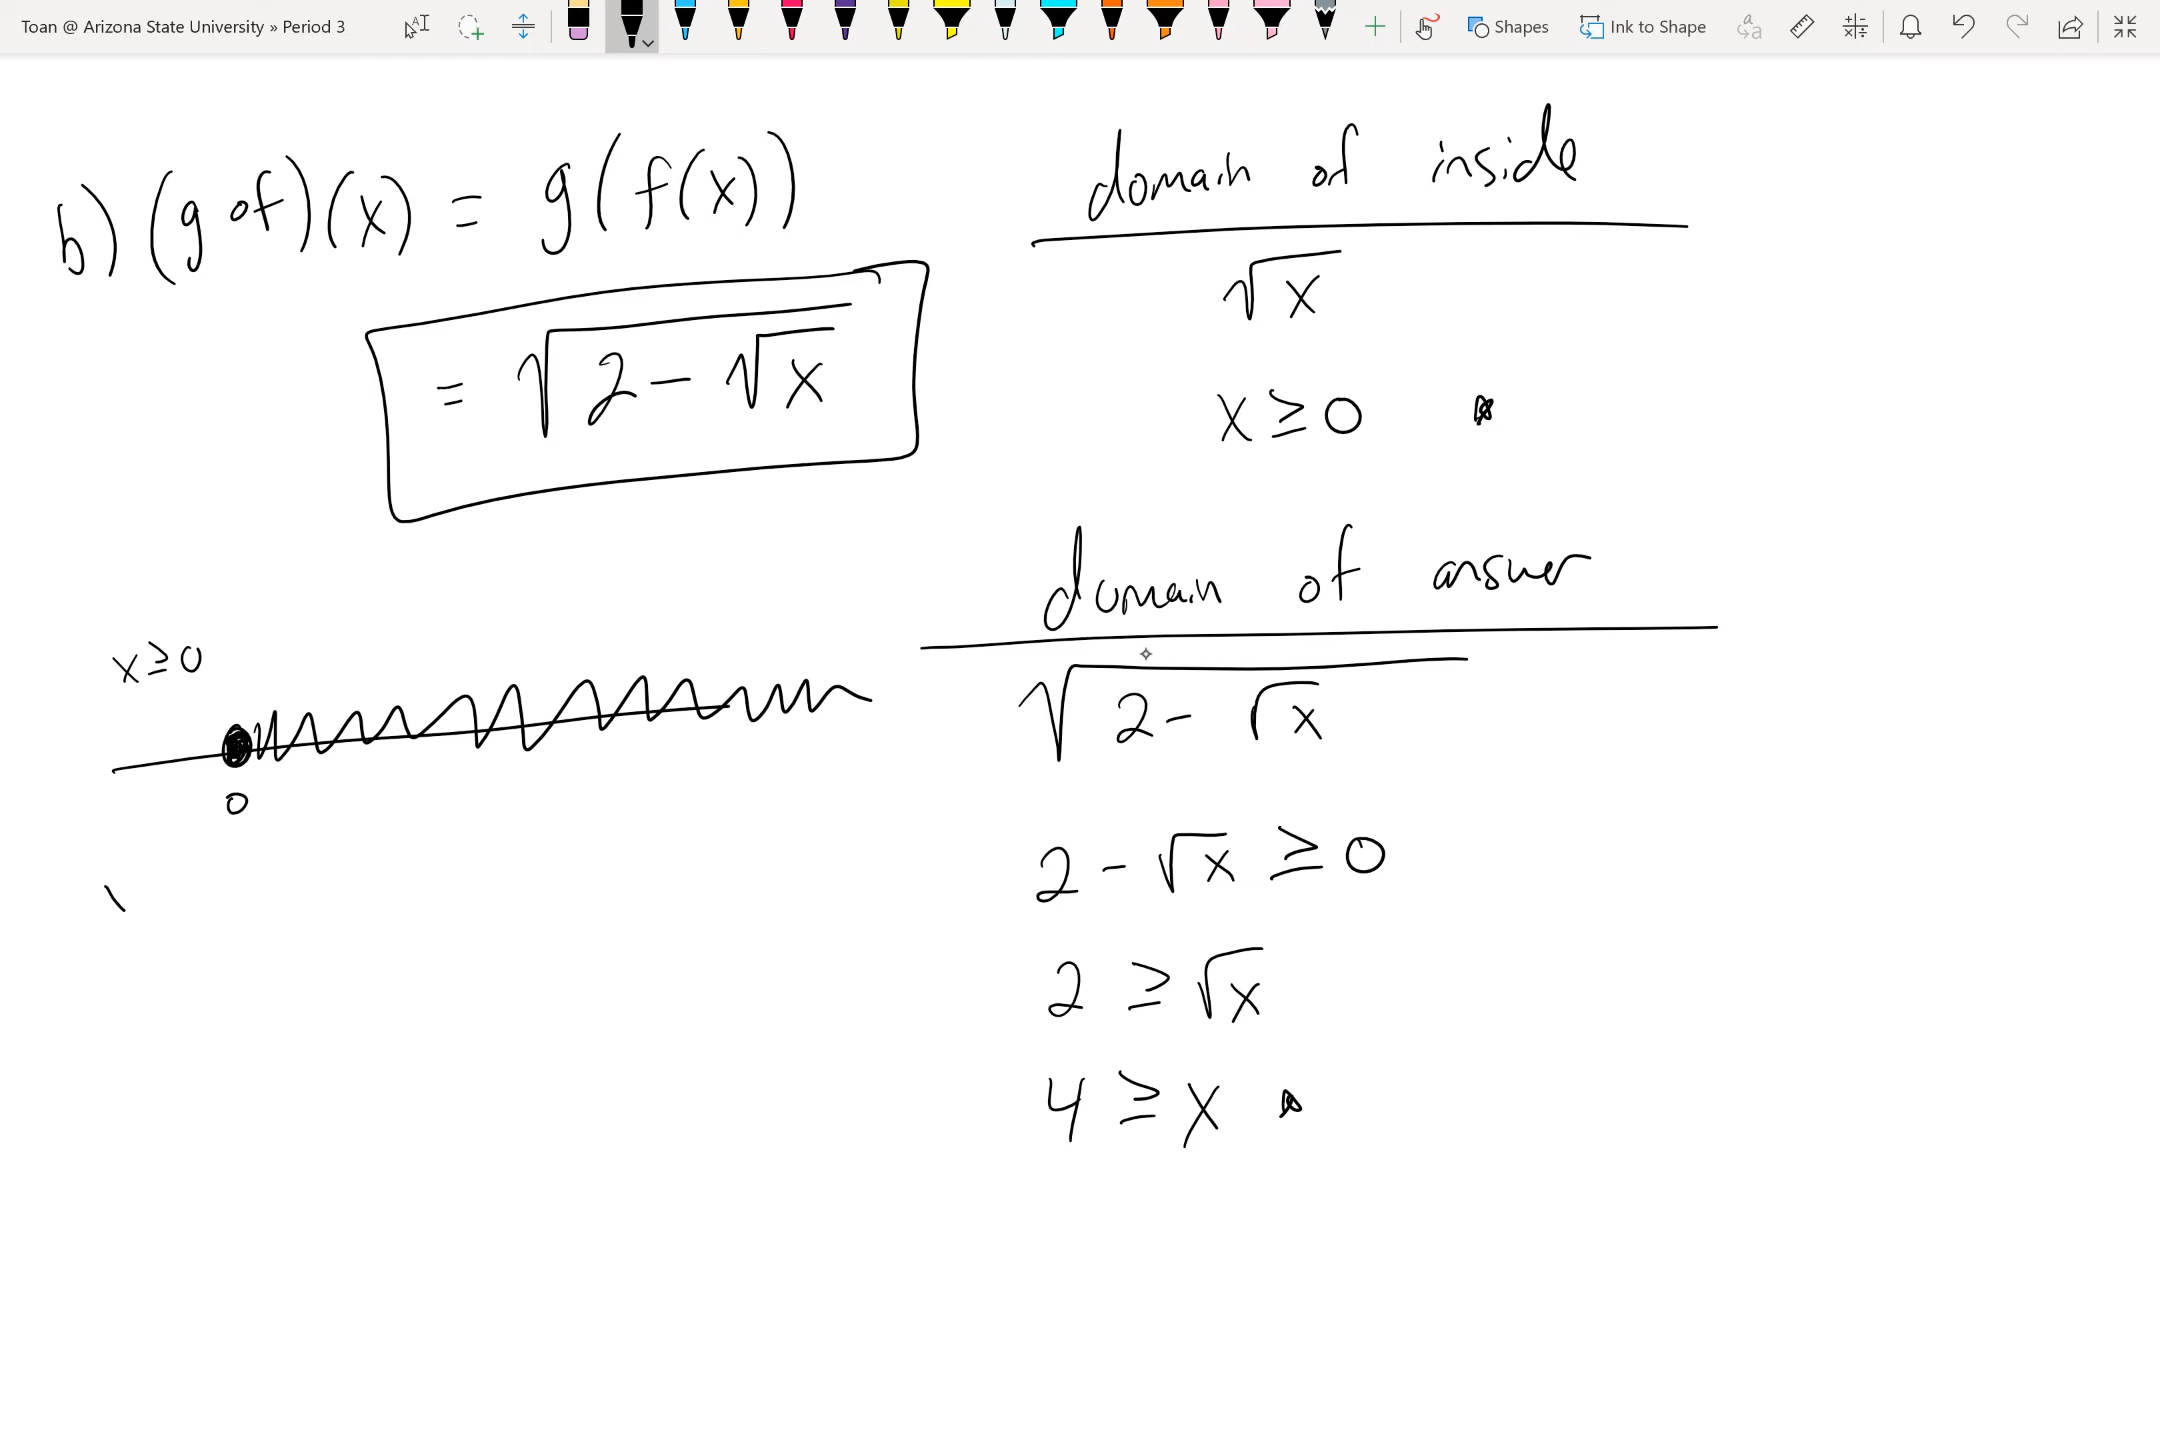 Toan @ Arizona State University » Period 3
Shapes
Ink to Shape
b) (g o f)(x) = g(f(x))
= √(2 - √x)
domain of inside
√x
x ≥ 0
domain of answer
√(2 - √x)
2 - √x ≥ 0
2 ≥ √x
4 ≥ x
x ≥ 0
0